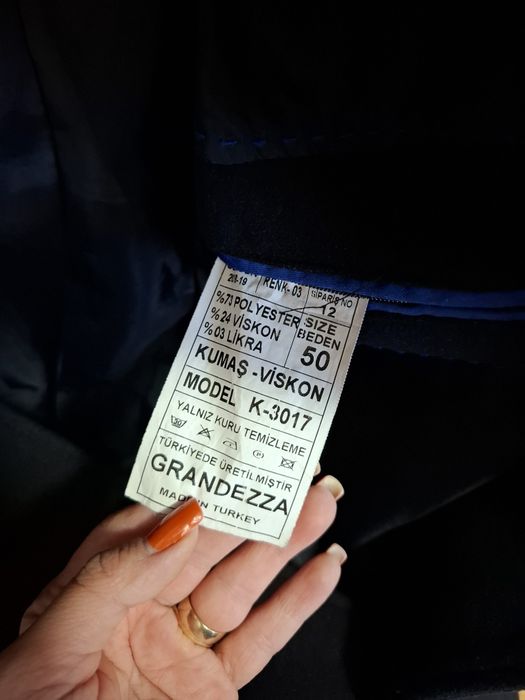 20-19 RENK-03 SİPARİŞ NO
12
%73 POLYESTER
%24 VİSKON
%03 LİKRA
SIZE
BEDEN
50
KUMAŞ -VİSKON
MODEL K-3017
YALNIZ KURU TEMİZLEME
TÜRKİYEDE ÜRETİLMİŞTİR
GRANDEZZA
MADE IN TURKEY